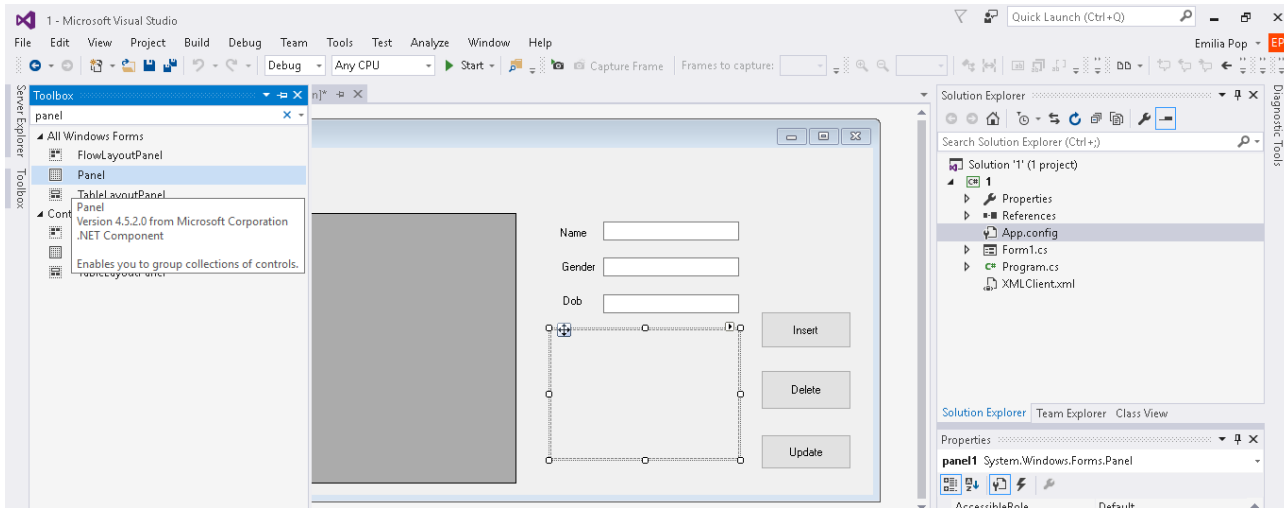 1 - Microsoft Visual Studio
Quick Launch (Ctrl+Q)
File Edit View Project Build Debug Team Tools Test Analyze Window Help
Emilia Pop
EP
Debug Any CPU Start Capture Frame Frames to capture:
Server Explorer
Toolbox
Toolbox
n]*
panel
All Windows Forms
FlowLayoutPanel
Panel
TableLayoutPanel
Panel
Version 4.5.2.0 from Microsoft Corporation
.NET Component
Enables you to group collections of controls.
Cont
TableLayoutPanel
Name
Gender
Dob
Insert
Delete
Update
Solution Explorer
Search Solution Explorer (Ctrl+;)
Solution '1' (1 project)
C# 1
Properties
References
App.config
Form1.cs
C# Program.cs
XMLClient.xml
Solution Explorer Team Explorer Class View
Properties
panel1 System.Windows.Forms.Panel
AccessibleRole Default
Diagnostic Tools